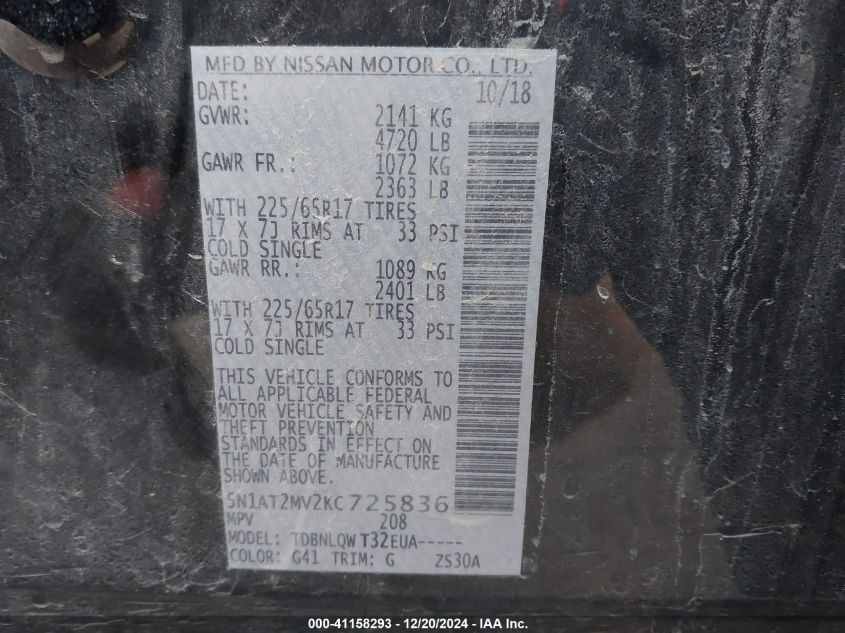 MFD BY NISSAN MOTOR CO., LTD.
DATE: 10/18
GVWR: 2141 KG
4720 LB
GAWR FR.: 1072 KG
2363 LB
WITH 225/65R17 TIRES
17 X 7J RIMS AT 33 PSI
COLD SINGLE
GAWR RR.: 1089 KG
2401 LB
WITH 225/65R17 TIRES
17 X 7J RIMS AT 33 PSI
COLD SINGLE
THIS VEHICLE CONFORMS TO
ALL APPLICABLE FEDERAL
MOTOR VEHICLE SAFETY AND
THEFT PREVENTION
STANDARDS IN EFFECT ON
THE DATE OF MANUFACTURE
SHOWN ABOVE.
5N1AT2MV2KC725836
MPV 208
MODEL: TDBNLQW T32EUA-----
COLOR: G41 TRIM: G ZS30A
000-41158293 - 12/20/2024 - IAA Inc.